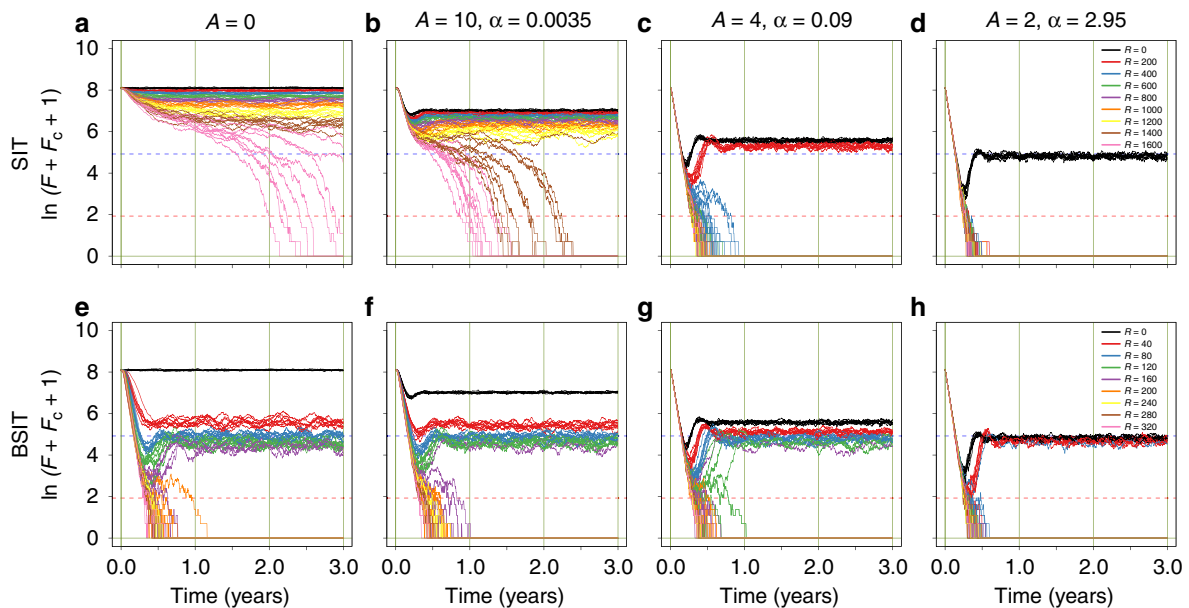 a A = 0
b A = 10, α = 0.0035
c A = 4, α = 0.09
d A = 2, α = 2.95
SIT
ln (F + Fc + 1)
10
8
6
4
2
0
R = 0
R = 200
R = 400
R = 600
R = 800
R = 1000
R = 1200
R = 1400
R = 1600
e
f
g
h
BSIT
ln (F + Fc + 1)
10
8
6
4
2
0
R = 0
R = 40
R = 80
R = 120
R = 160
R = 200
R = 240
R = 280
R = 320
0.0 1.0 2.0 3.0
0.0 1.0 2.0 3.0
0.0 1.0 2.0 3.0
0.0 1.0 2.0 3.0
Time (years)
Time (years)
Time (years)
Time (years)